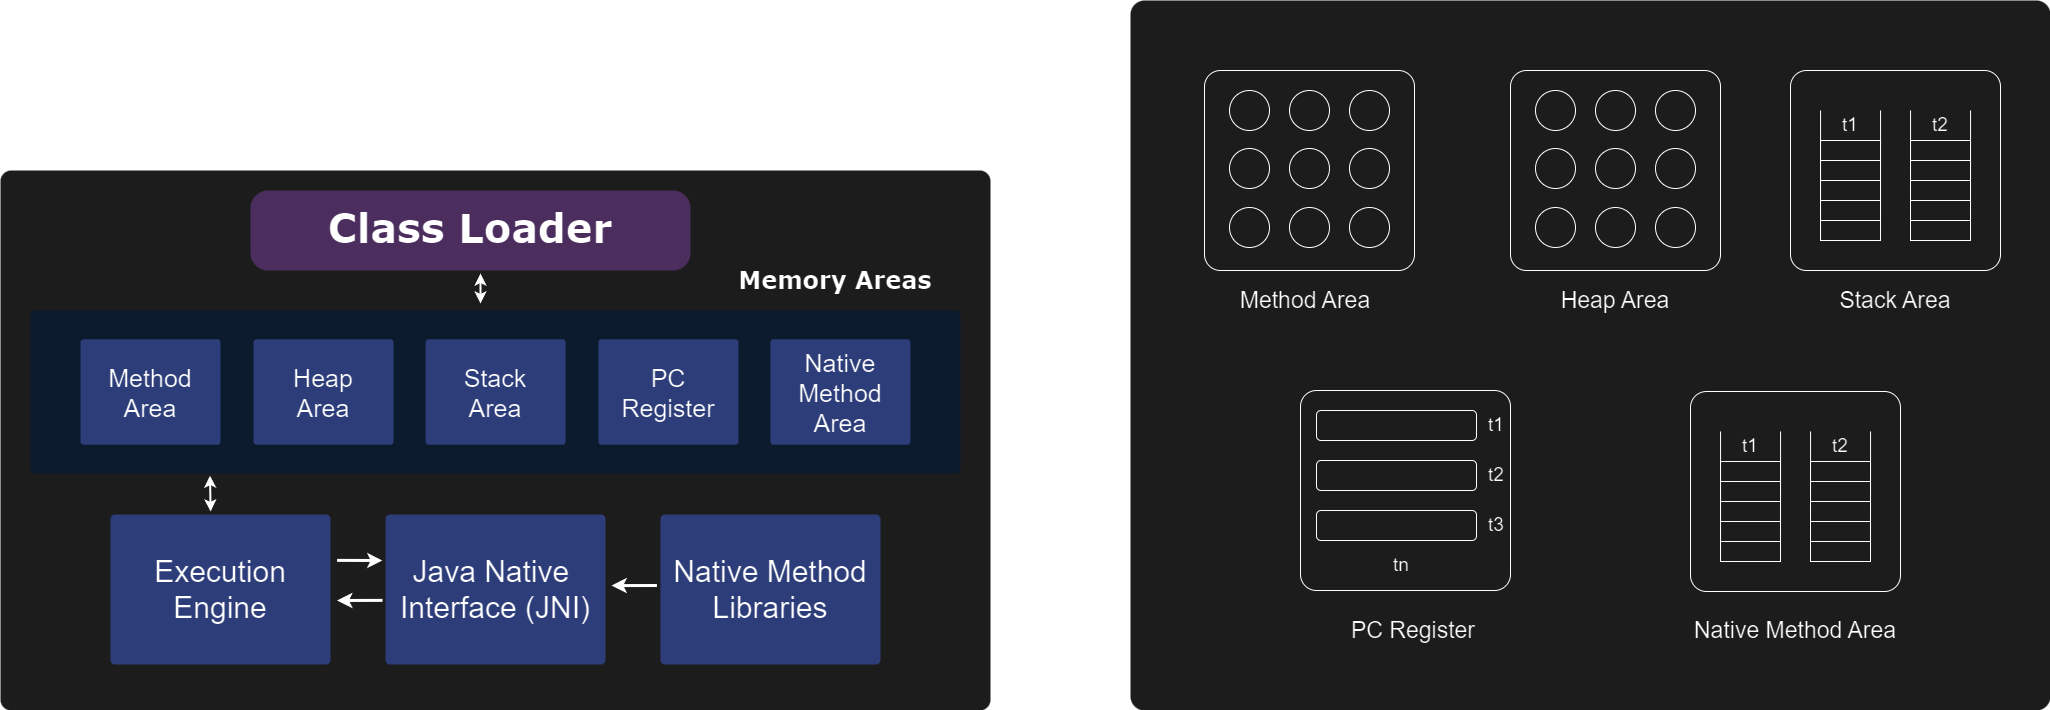 Class Loader
Memory Areas
Method
Area
Heap
Area
Stack
Area
PC
Register
Native
Method
Area
Execution
Engine
Java Native
Interface (JNI)
Native Method
Libraries
t1
t2
Method Area
Heap Area
Stack Area
t1
t2
t3
tn
PC Register
t1
t2
Native Method Area